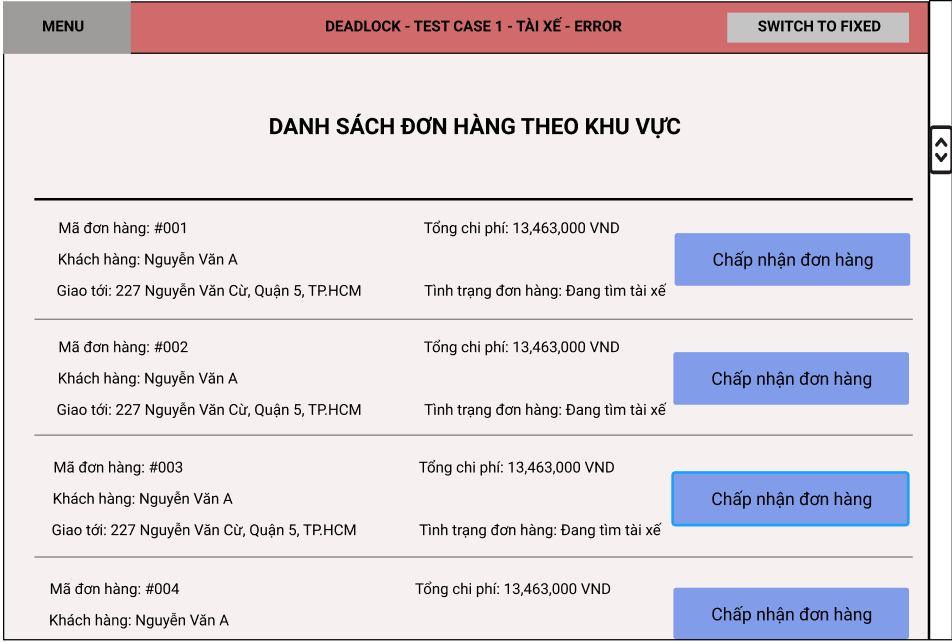 MENU
DEADLOCK - TEST CASE 1 - TÀI XẾ - ERROR
SWITCH TO FIXED
DANH SÁCH ĐƠN HÀNG THEO KHU VỰC
Mã đơn hàng: #001
Tổng chi phí: 13,463,000 VND
Khách hàng: Nguyễn Văn A
Chấp nhận đơn hàng
Giao tới: 227 Nguyễn Văn Cừ, Quận 5, TP.HCM
Tình trạng đơn hàng: Đang tìm tài xế
Mã đơn hàng: #002
Tổng chi phí: 13,463,000 VND
Khách hàng: Nguyễn Văn A
Chấp nhận đơn hàng
Giao tới: 227 Nguyễn Văn Cừ, Quận 5, TP.HCM
Tình trạng đơn hàng: Đang tìm tài xế
Mã đơn hàng: #003
Tổng chi phí: 13,463,000 VND
Khách hàng: Nguyễn Văn A
Chấp nhận đơn hàng
Giao tới: 227 Nguyễn Văn Cừ, Quận 5, TP.HCM
Tình trạng đơn hàng: Đang tìm tài xế
Mã đơn hàng: #004
Tổng chi phí: 13,463,000 VND
Khách hàng: Nguyễn Văn A
Chấp nhận đơn hàng